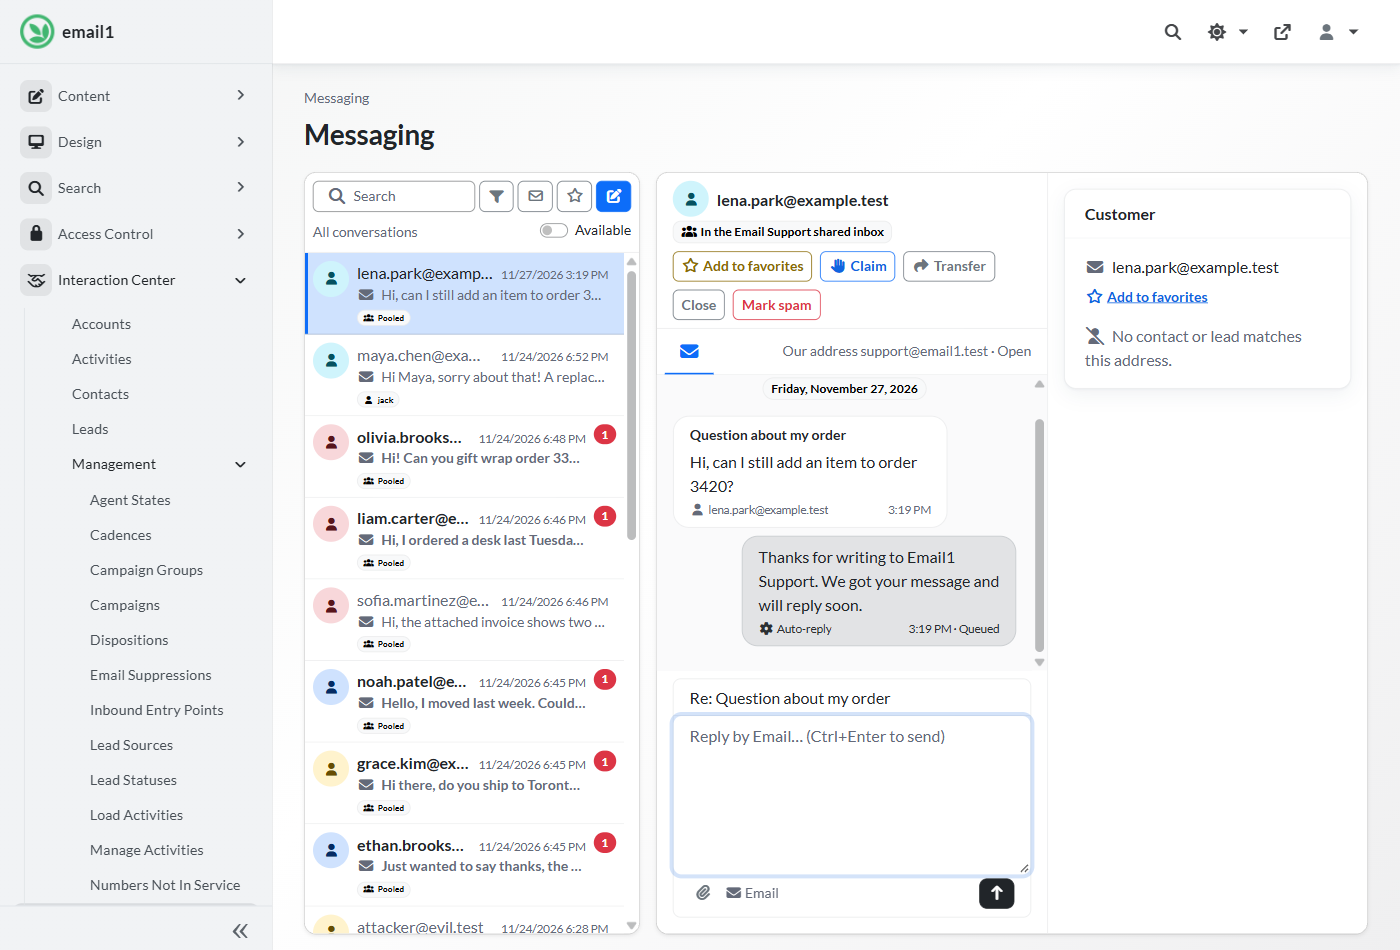 email1
Content
Design
Search
Access Control
Interaction Center
Accounts
Activities
Contacts
Leads
Management
Agent States
Cadences
Campaign Groups
Campaigns
Dispositions
Email Suppressions
Inbound Entry Points
Lead Sources
Lead Statuses
Load Activities
Manage Activities
Numbers Not In Service
Messaging
Messaging
Search
All conversations
Available
lena.park@examp... 11/27/2026 3:19 PM
Hi, can I still add an item to order 3...
Pooled
maya.chen@exa... 11/24/2026 6:52 PM
Hi Maya, sorry about that! A replac...
jack
olivia.brooks... 11/24/2026 6:48 PM 1
Hi! Can you gift wrap order 33...
Pooled
liam.carter@e... 11/24/2026 6:46 PM 1
Hi, I ordered a desk last Tuesda...
Pooled
sofia.martinez@e... 11/24/2026 6:46 PM
Hi, the attached invoice shows two ...
Pooled
noah.patel@e... 11/24/2026 6:45 PM 1
Hello, I moved last week. Could...
Pooled
grace.kim@ex... 11/24/2026 6:45 PM 1
Hi there, do you ship to Toront...
Pooled
ethan.brooks... 11/24/2026 6:45 PM 1
Just wanted to say thanks, the ...
Pooled
attacker@evil.test 11/24/2026 6:28 PM
lena.park@example.test
In the Email Support shared inbox
Add to favorites Claim Transfer
Close Mark spam
Our address support@email1.test · Open
Friday, November 27, 2026
Question about my order
Hi, can I still add an item to order
3420?
lena.park@example.test 3:19 PM
Thanks for writing to Email1
Support. We got your message and
will reply soon.
Auto-reply 3:19 PM · Queued
Re: Question about my order
Reply by Email... (Ctrl+Enter to send)
Email
Customer
lena.park@example.test
Add to favorites
No contact or lead matches
this address.